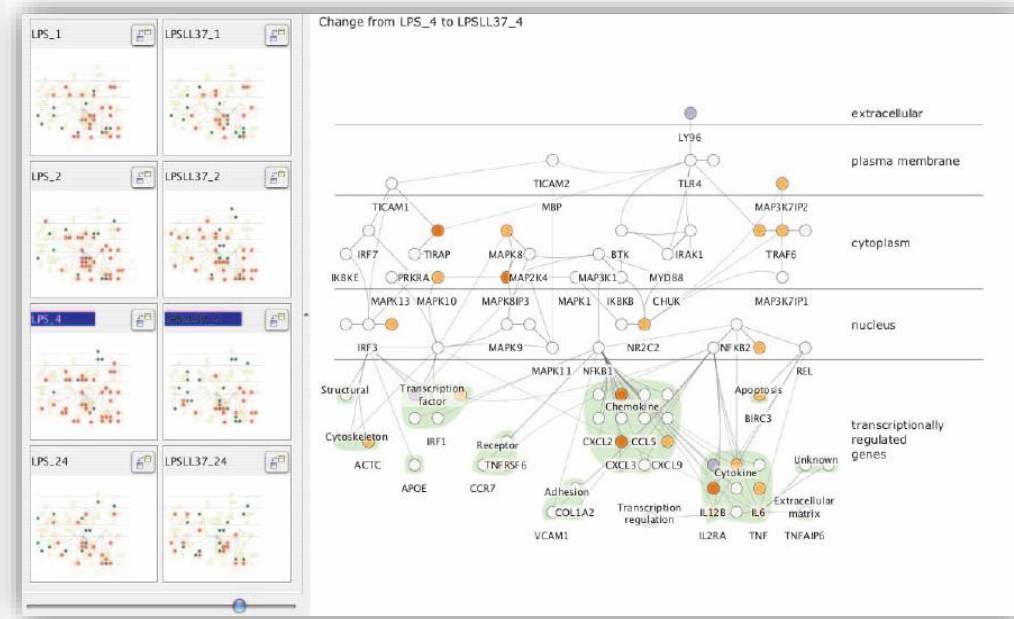 Change from LPS_4 to LPSLL37_4
LPS_1
LPSLL37_1
LPS_2
LPSLL37_2
LPS_4
LPS_24
LPSLL37_24
extracellular
LY96
plasma membrane
TICAM2
TLR4
TICAM1
MBP
MAP3K7IP2
cytoplasm
IRF7
TIRAP
MAPK8
BTK
IRAK1
TRAF6
IKBKE
PRKRA
MAP2K4
MAP3K1
MYD88
MAPK13
MAPK10
MAPK8IP3
MAPK1
IKBKB
CHUK
MAP3K7IP1
nucleus
IRF3
MAPK9
NR2C2
NFKB2
MAPK11
NFKB1
REL
Structural
Transcription
factor
Chemokine
Apoptosis
BIRC3
transcriptionally
regulated
genes
Cytoskeleton
IRF1
Receptor
CXCL2
CCL5
ACTC
TNFRSF6
CXCL3
CXCL9
Cytokine
Unknown
APOE
CCR7
Adhesion
COL1A2
Transcription
regulation
IL12B
IL6
Extracellular
matrix
VCAM1
IL2RA
TNF
TNFAIP6